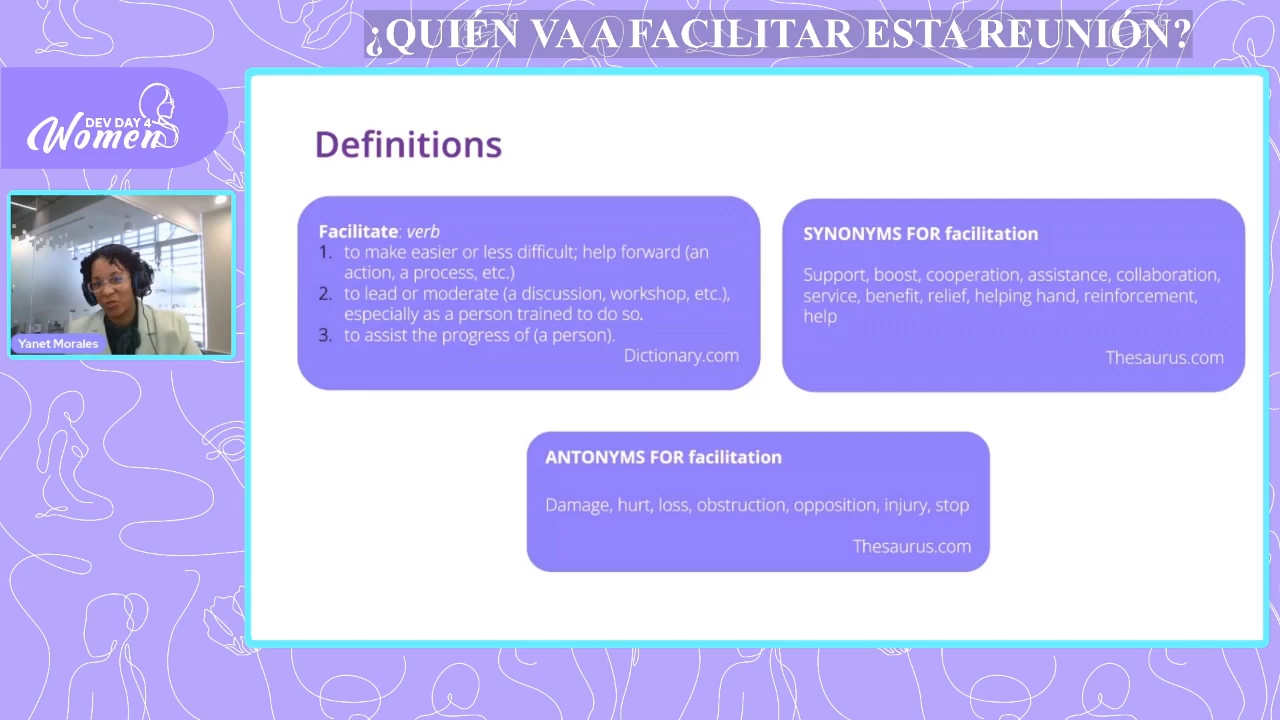 ¿QUIÉN VA A FACILITAR ESTA REUNIÓN?
DEV DAY 4
Women
Yanet Morales
Definitions
Facilitate: verb
1. to make easier or less difficult; help forward (an
action, a process, etc.)
2. to lead or moderate (a discussion, workshop, etc.),
especially as a person trained to do so.
3. to assist the progress of (a person).
Dictionary.com
SYNONYMS FOR facilitation
Support, boost, cooperation, assistance, collaboration,
service, benefit, relief, helping hand, reinforcement,
help
Thesaurus.com
ANTONYMS FOR facilitation
Damage, hurt, loss, obstruction, opposition, injury, stop
Thesaurus.com